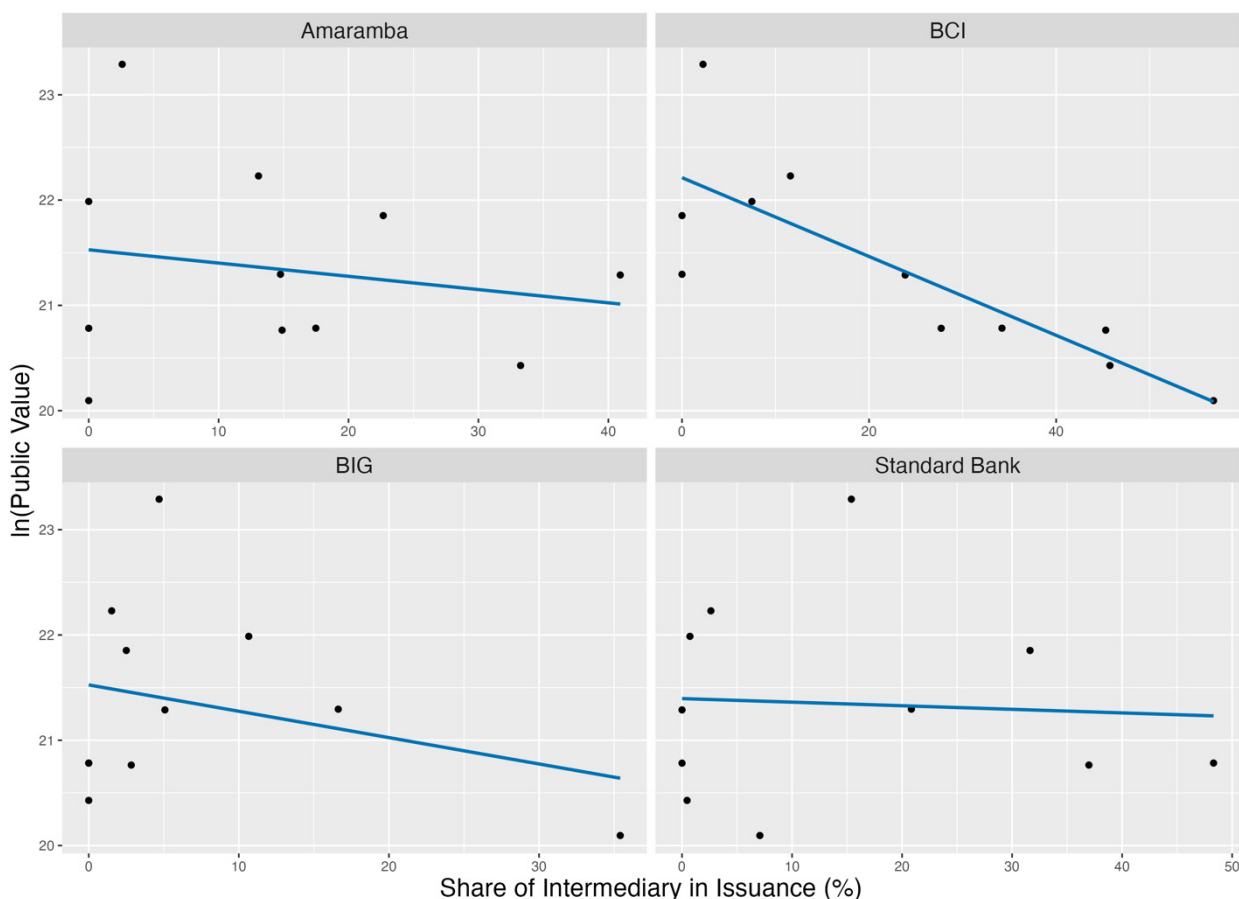 Amaramba
BCI
23
22
21
20
0 10 20 30 40
0 20 40
BIG
Standard Bank
23
22
21
20
0 10 20 30
0 10 20 30 40 50
ln(Public Value)
Share of Intermediary in Issuance (%)